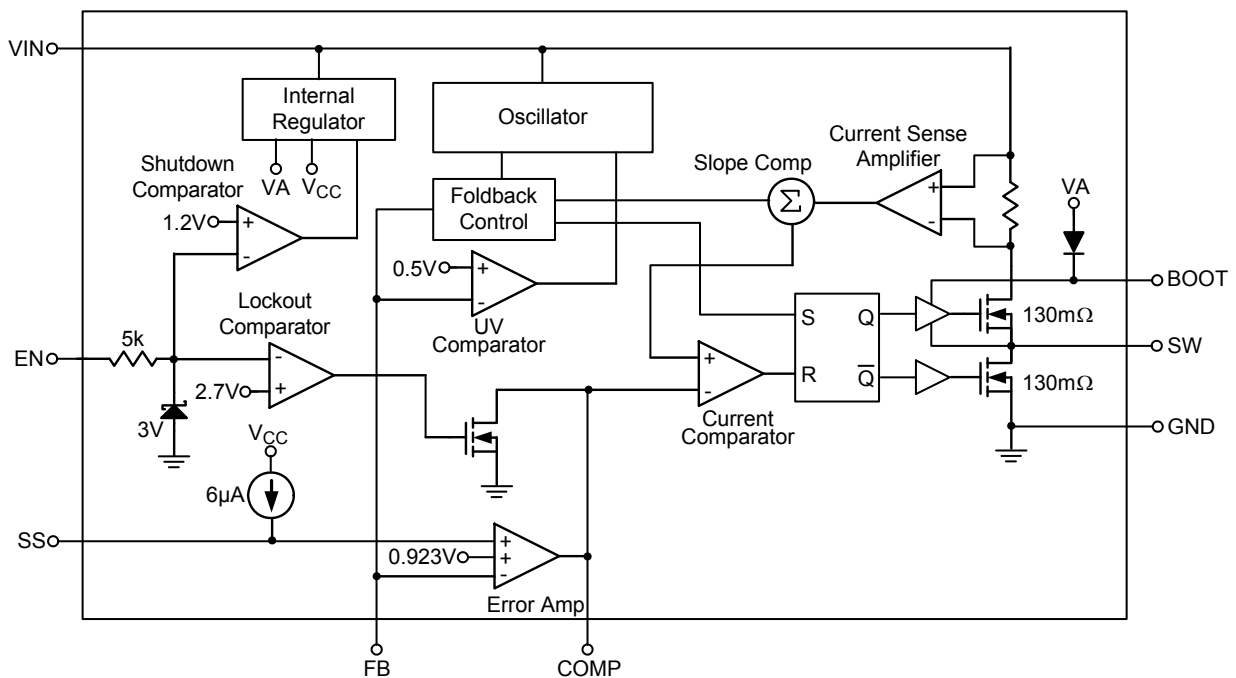 VIN
Internal
Regulator
Oscillator
Shutdown
Comparator
VA
VCC
Foldback
Control
Slope Comp
Σ
Current Sense
Amplifier
+
-
VA
1.2V
+
-
0.5V
+
-
UV
Comparator
BOOT
Lockout
Comparator
S
Q
130mΩ
EN
5k
-
+
2.7V
SW
+
-
R
Q̅
130mΩ
Current
Comparator
3V
GND
VCC
6µA
SS
0.923V
+
+
-
Error Amp
FB
COMP